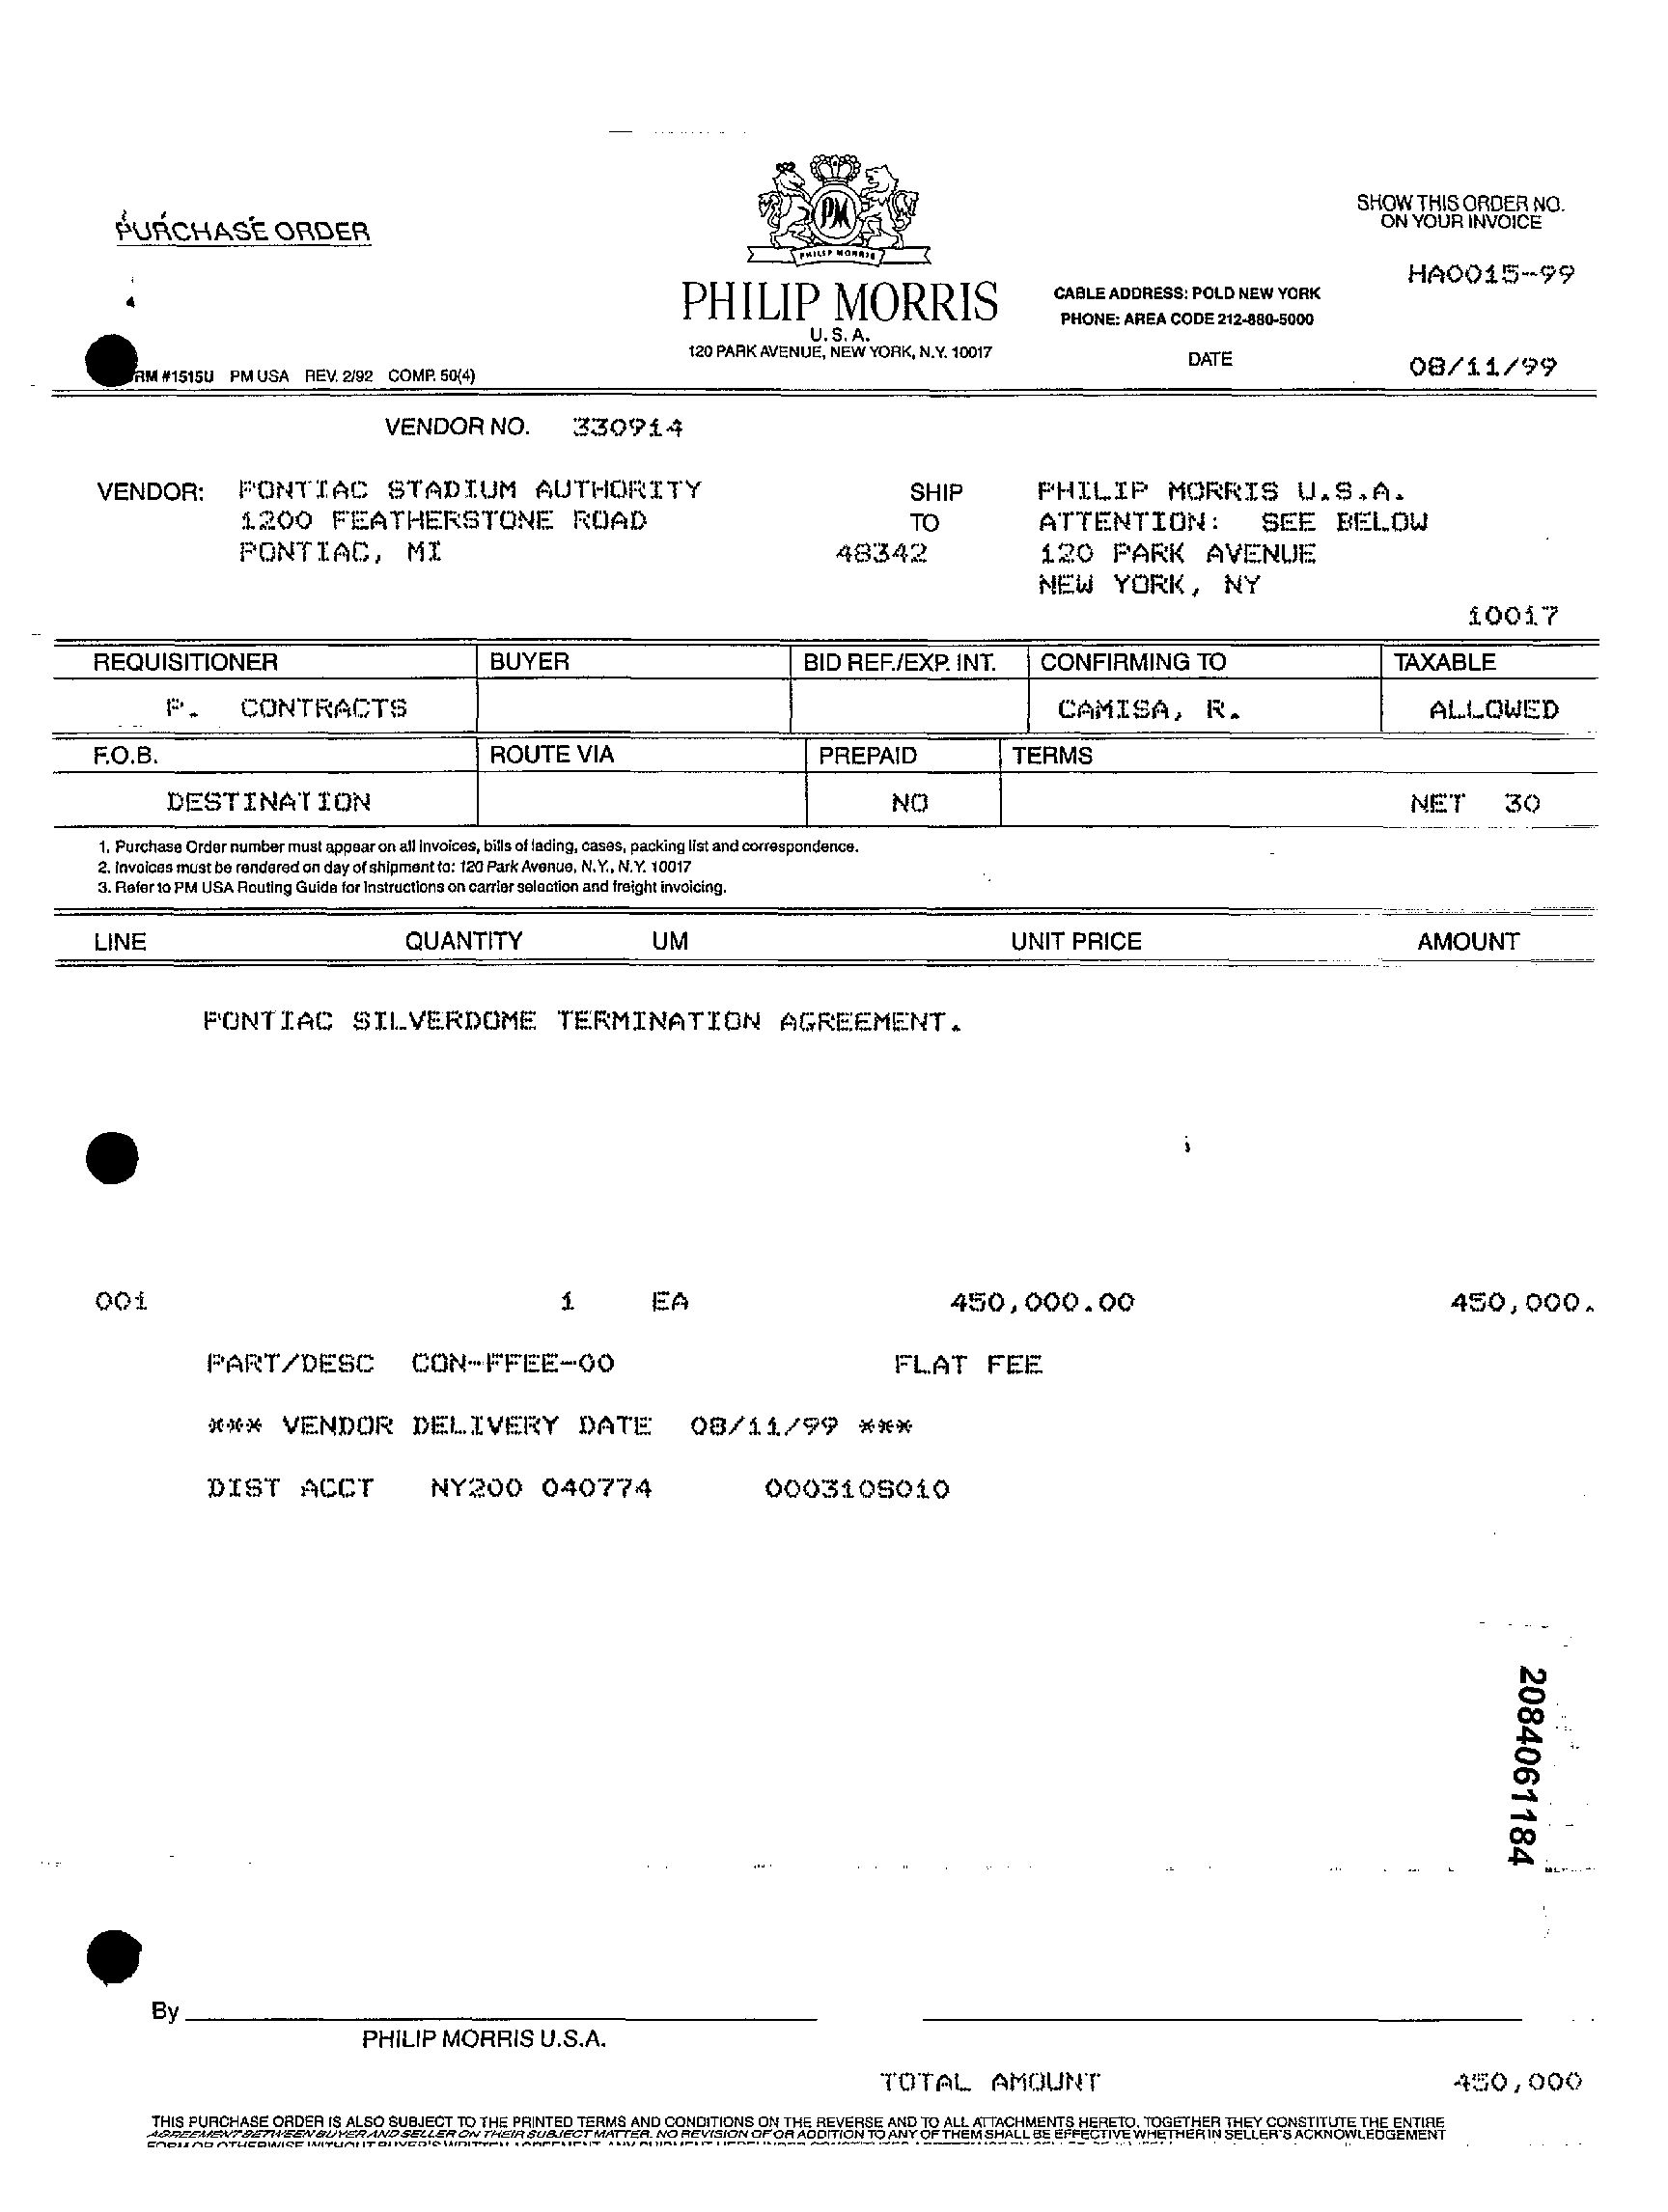 PURCHASE ORDER
PM
PHILIP MORRIS
PHILIP MORRIS
U.S.A.
120 PARK AVENUE, NEW YORK, N.Y. 10017
CABLE ADDRESS: POLD NEW YORK
PHONE: AREA CODE 212-880-5000
SHOW THIS ORDER NO.
ON YOUR INVOICE
HA0015-99
DATE 08/11/99
RM #1515U PM USA REV. 2/92 COMP. 50(4)
VENDOR NO. 330914
VENDOR: PONTIAC STADIUM AUTHORITY
1200 FEATHERSTONE ROAD
PONTIAC, MI 48342
SHIP TO
PHILIP MORRIS U.S.A.
ATTENTION: SEE BELOW
120 PARK AVENUE
NEW YORK, NY
10017
REQUISITIONER BUYER BID REF./EXP. INT. CONFIRMING TO TAXABLE
P. CONTRACTS CAMISA, R. ALLOWED
F.O.B. ROUTE VIA PREPAID TERMS
DESTINATION NO NET 30
1. Purchase Order number must appear on all invoices, bills of lading, cases, packing list and correspondence.
2. Invoices must be rendered on day of shipment to: 120 Park Avenue, N.Y., N.Y. 10017
3. Refer to PM USA Routing Guide for instructions on carrier selection and freight invoicing.
LINE QUANTITY UM UNIT PRICE AMOUNT
PONTIAC SILVERDOME TERMINATION AGREEMENT.
001 1 EA 450,000.00 450,000.
PART/DESC CON-FFEE-00 FLAT FEE
*** VENDOR DELIVERY DATE 08/11/99 ***
DIST ACCT NY200 040774 000310S010
2084061184
By
PHILIP MORRIS U.S.A.
TOTAL AMOUNT 450,000
THIS PURCHASE ORDER IS ALSO SUBJECT TO THE PRINTED TERMS AND CONDITIONS ON THE REVERSE AND TO ALL ATTACHMENTS HERETO. TOGETHER THEY CONSTITUTE THE ENTIRE
AGREEMENT BETWEEN BUYER AND SELLER ON THEIR SUBJECT MATTER. NO REVISION OF OR ADDITION TO ANY OF THEM SHALL BE EFFECTIVE WHETHER IN SELLER'S ACKNOWLEDGEMENT